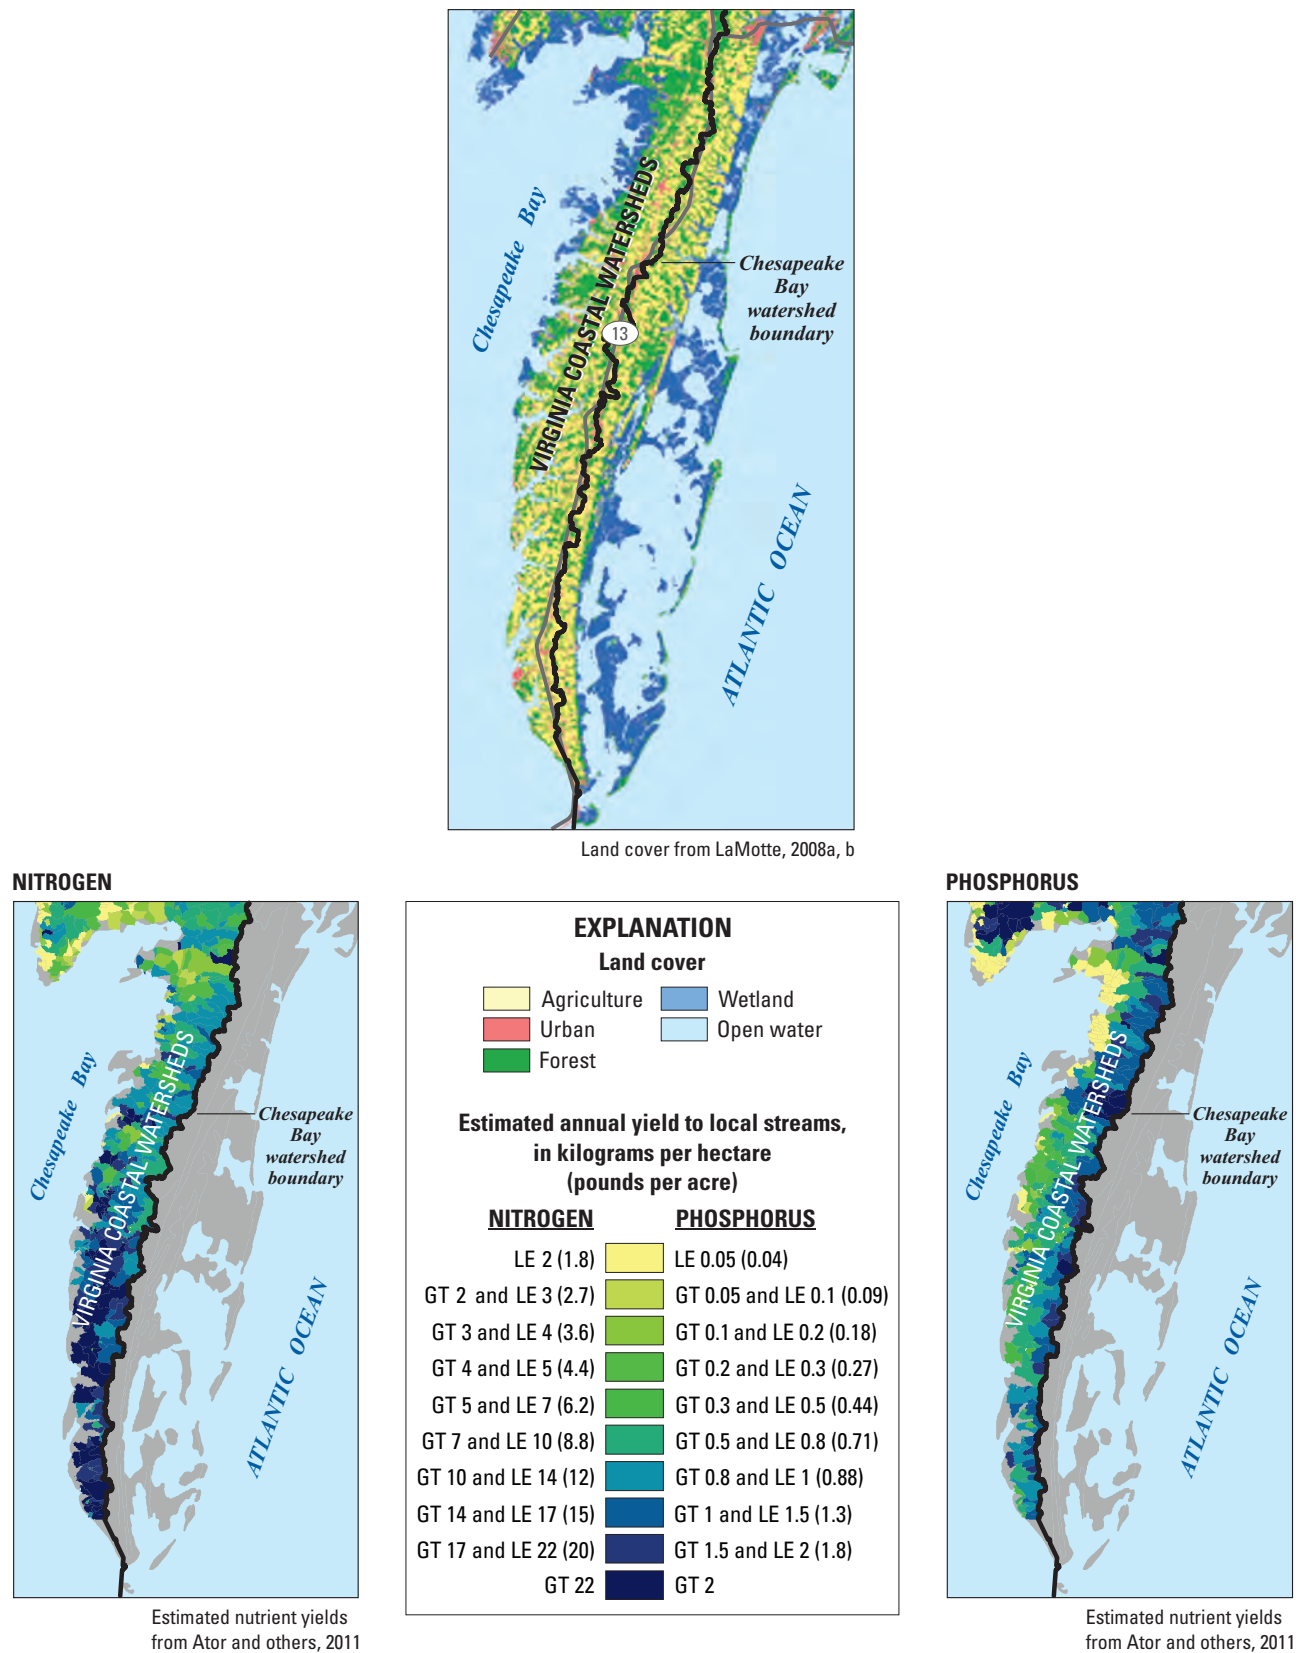 Chesapeake Bay
VIRGINIA COASTAL WATERSHEDS
Chesapeake
Bay
watershed
boundary
13
ATLANTIC OCEAN
Land cover from LaMotte, 2008a, b
NITROGEN
Chesapeake Bay
VIRGINIA COASTAL WATERSHEDS
Chesapeake
Bay
watershed
boundary
ATLANTIC OCEAN
Estimated nutrient yields
from Ator and others, 2011
EXPLANATION
Land cover
Agriculture
Wetland
Urban
Open water
Forest
Estimated annual yield to local streams,
in kilograms per hectare
(pounds per acre)
NITROGEN PHOSPHORUS
LE 2 (1.8) LE 0.05 (0.04)
GT 2 and LE 3 (2.7) GT 0.05 and LE 0.1 (0.09)
GT 3 and LE 4 (3.6) GT 0.1 and LE 0.2 (0.18)
GT 4 and LE 5 (4.4) GT 0.2 and LE 0.3 (0.27)
GT 5 and LE 7 (6.2) GT 0.3 and LE 0.5 (0.44)
GT 7 and LE 10 (8.8) GT 0.5 and LE 0.8 (0.71)
GT 10 and LE 14 (12) GT 0.8 and LE 1 (0.88)
GT 14 and LE 17 (15) GT 1 and LE 1.5 (1.3)
GT 17 and LE 22 (20) GT 1.5 and LE 2 (1.8)
GT 22 GT 2
PHOSPHORUS
Chesapeake Bay
VIRGINIA COASTAL WATERSHEDS
Chesapeake
Bay
watershed
boundary
ATLANTIC OCEAN
Estimated nutrient yields
from Ator and others, 2011